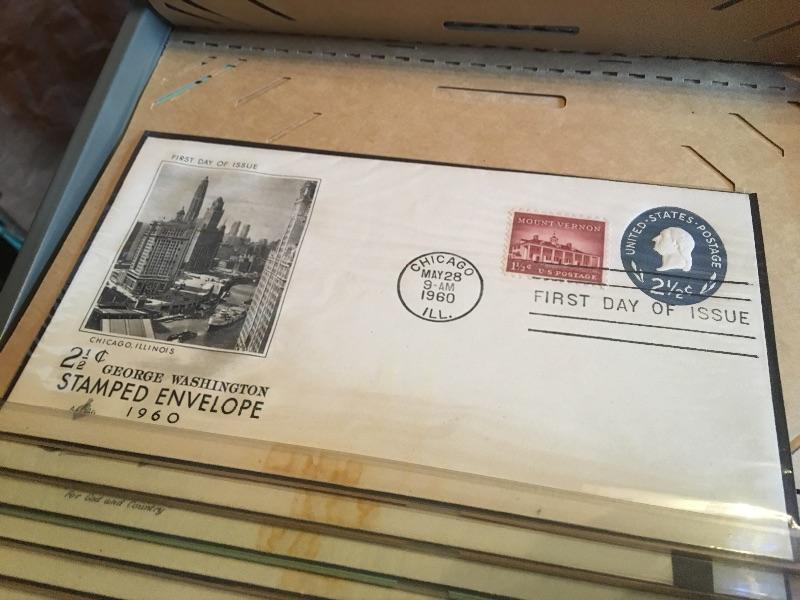 FIRST DAY OF ISSUE
CHICAGO, ILLINOIS
2½¢
GEORGE WASHINGTON
STAMPED ENVELOPE
1960
CHICAGO
MAY 28
9-AM
1960
ILL.
MOUNT VERNON
1½¢ U.S. POSTAGE
UNITED·STATES·POSTAGE
2½¢
FIRST DAY OF ISSUE
For God and Country